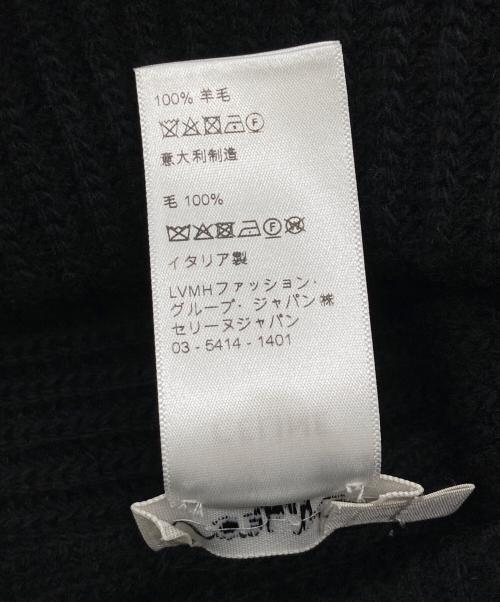 100% 羊毛
F
意大利制造
毛 100%
F W
イタリア製
LVMHファッション・
グループ・ジャパン㈱
セリーヌジャパン
03 - 5414 - 1401